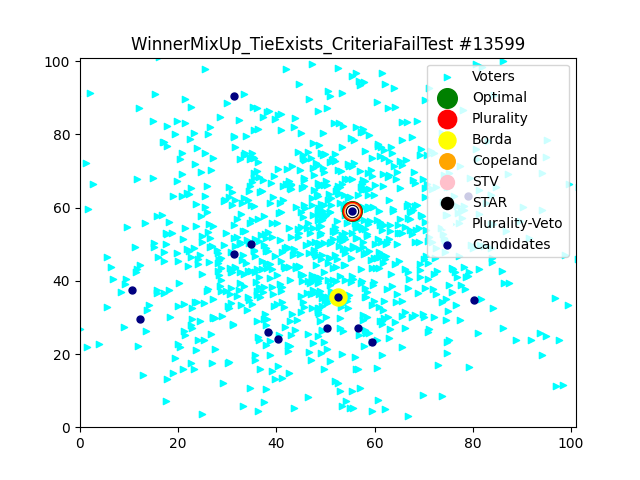 WinnerMixUp_TieExists_CriteriaFailTest #13599
Voters
Optimal
Plurality
Borda
Copeland
STV
STAR
Plurality-Veto
Candidates
100
80
60
40
20
0
0 20 40 60 80 100